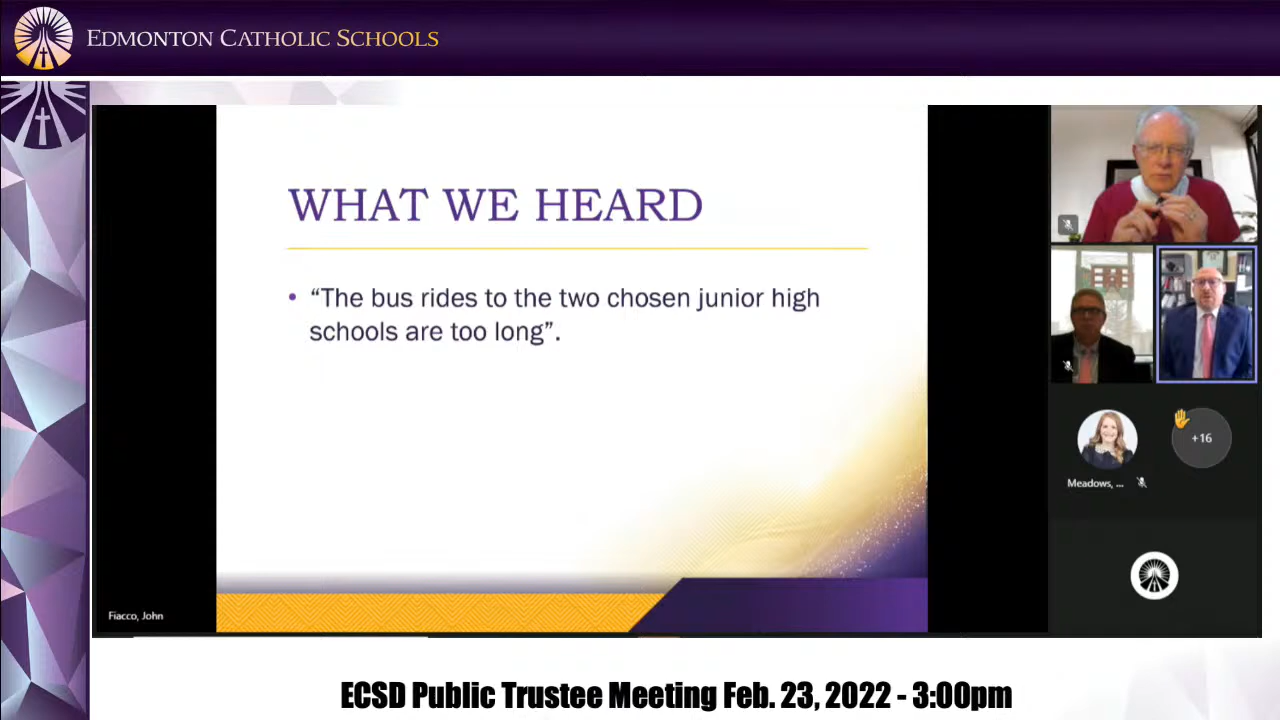 EDMONTON CATHOLIC SCHOOLS
WHAT WE HEARD
• “The bus rides to the two chosen junior high
schools are too long”.
+16
Meadows, ...
Fiacco, John
ECSD Public Trustee Meeting Feb. 23, 2022 - 3:00pm